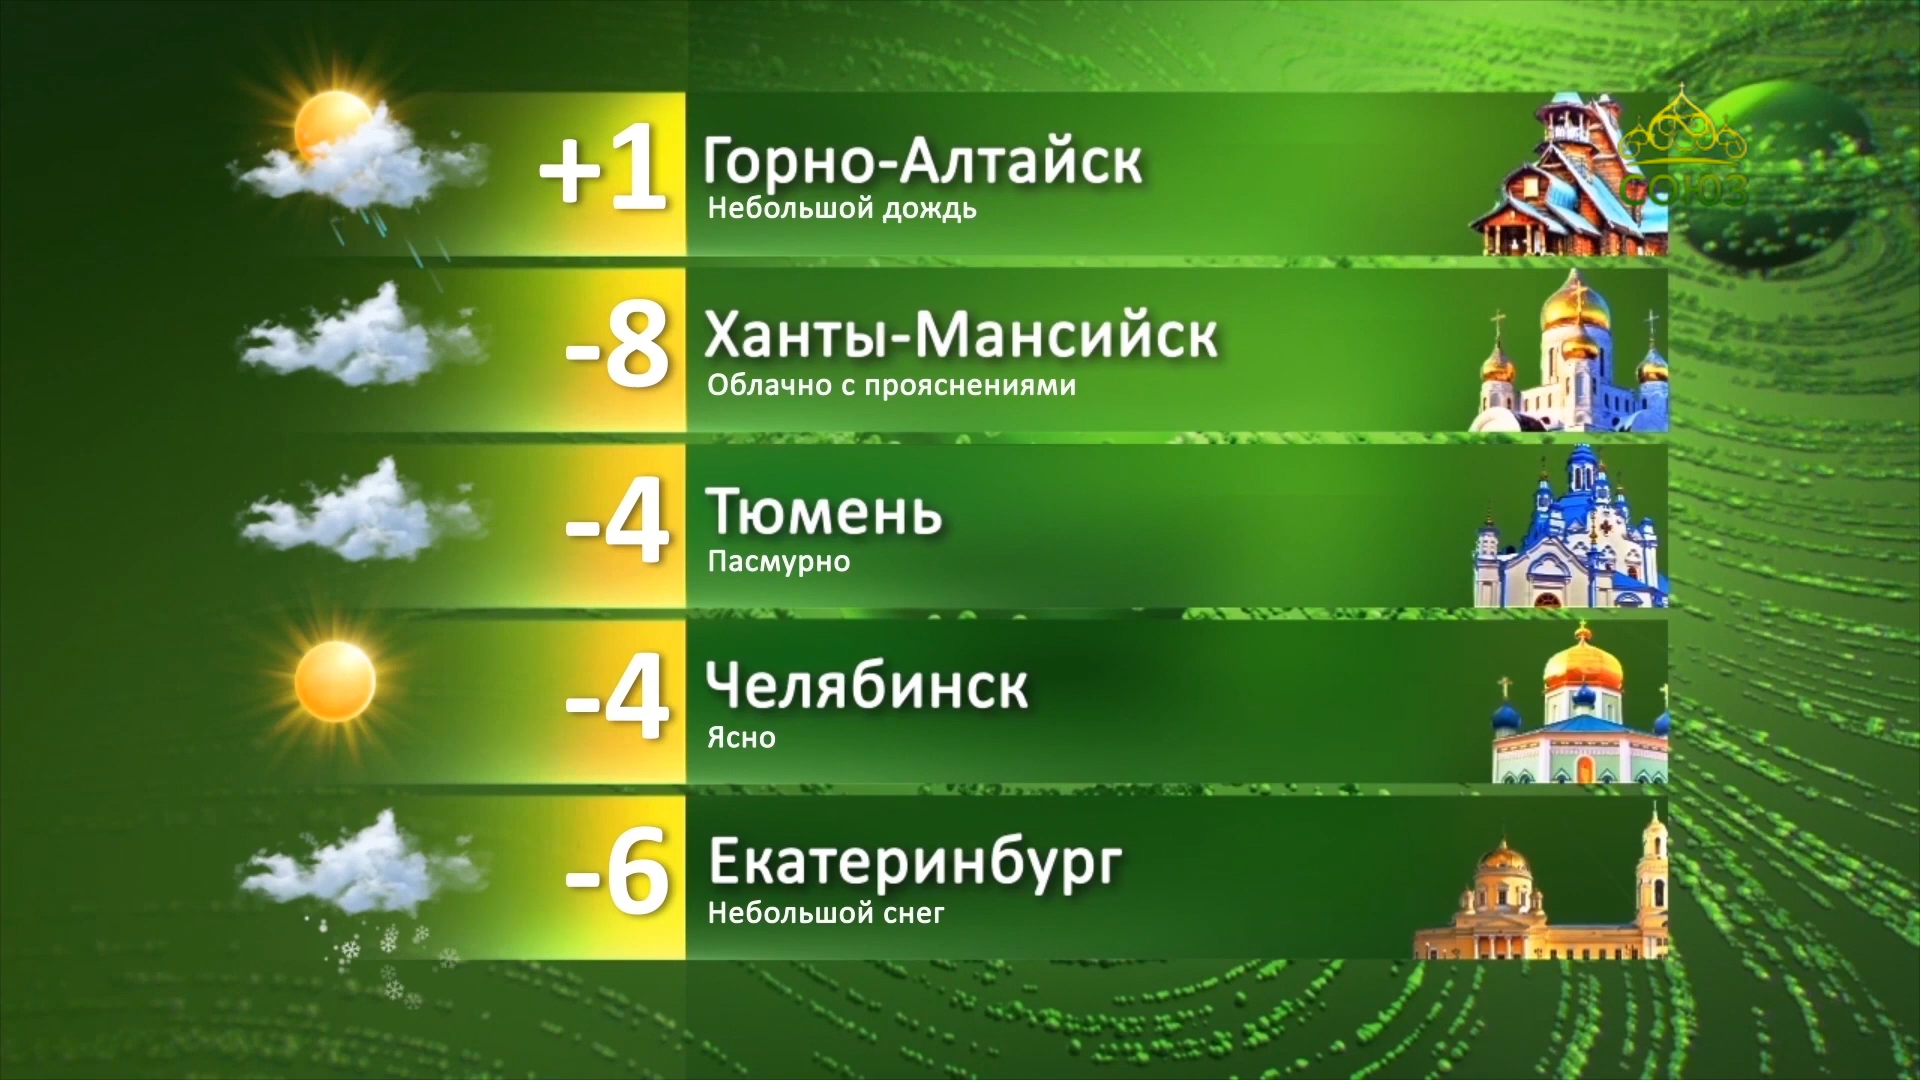 +1
Горно-Алтайск
Небольшой дождь
СОЮЗ
-8
Ханты-Мансийск
Облачно с прояснениями
-4
Тюмень
Пасмурно
-4
Челябинск
Ясно
-6
Екатеринбург
Небольшой снег